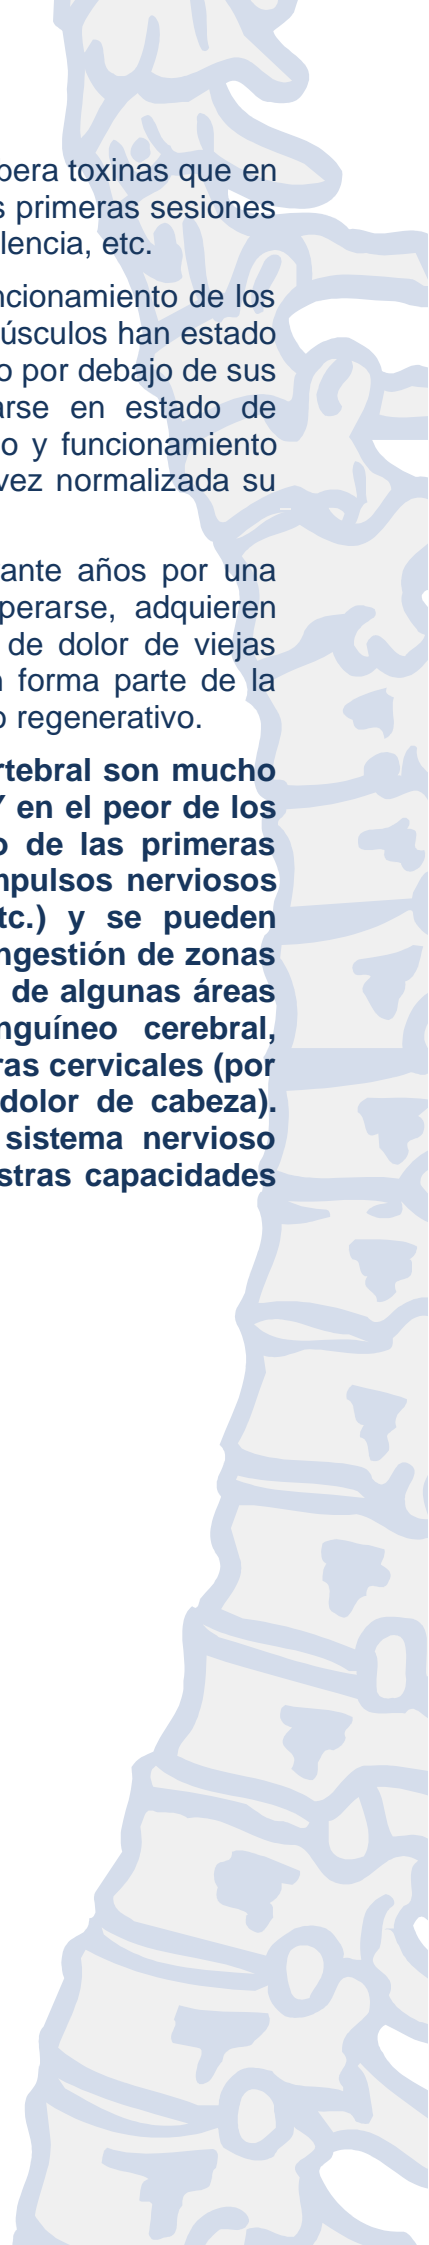 pera toxinas que en
s primeras sesiones
lencia, etc.
ncionamiento de los
úsculos han estado
o por debajo de sus
arse en estado de
o y funcionamiento
vez normalizada su
ante años por una
perarse, adquieren
de dolor de viejas
n forma parte de la
o regenerativo.
rtebral son mucho
Y en el peor de los
o de las primeras
mpulsos nerviosos
tc.) y se pueden
ngestión de zonas
de algunas áreas
nguíneo cerebral,
ras cervicales (por
dolor de cabeza).
sistema nervioso
stras capacidades